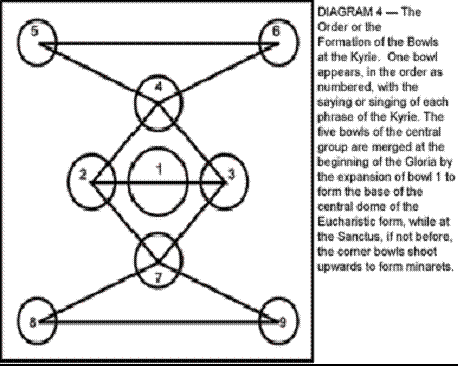 DIAGRAM 4 — The
Order or the
Formation of the Bowls
at the Kyrie. One bowl
appears, in the order as
numbered, with the
saying or singing of each
phrase of the Kyrie. The
five bowls of the central
group are merged at the
beginning of the Gloria by
the expansion of bowl 1 to
form the base of the
central dome of the
Eucharistic form, while at
the Sanctus, if not before,
the corner bowls shoot
upwards to form minarets.
5
6
4
2
1
3
7
8
9